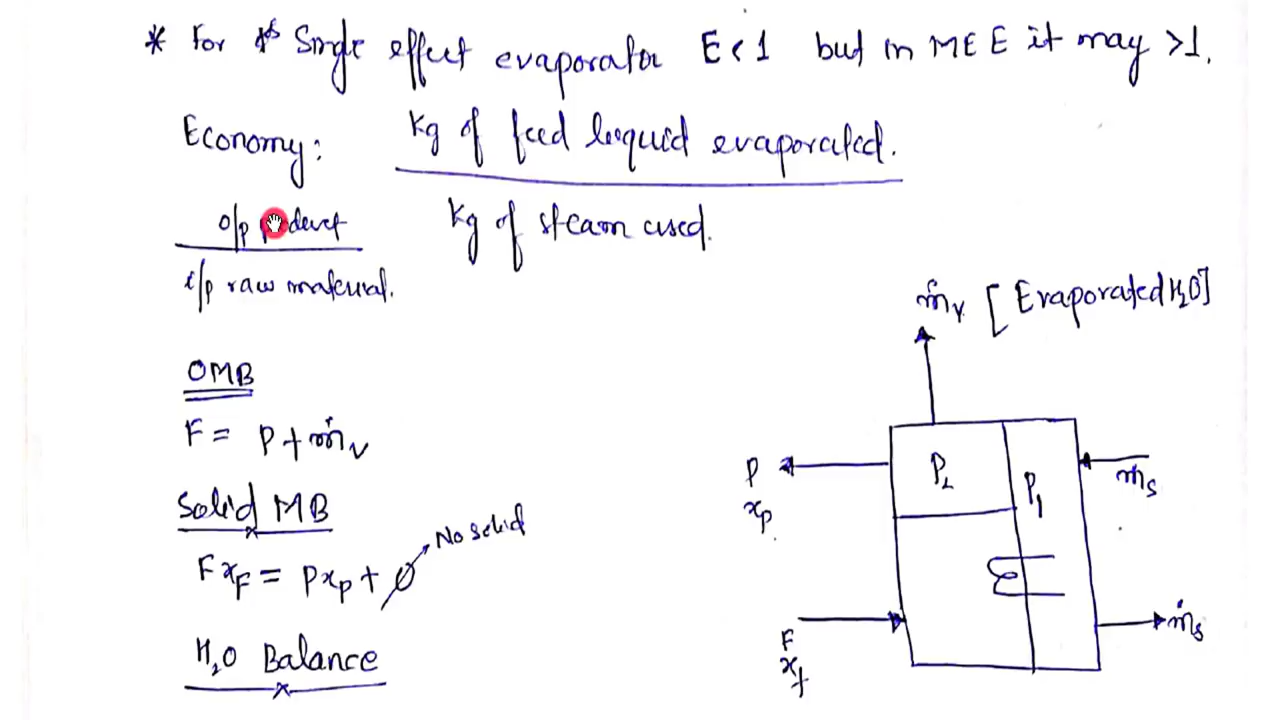 * For Single effect evaporator E < 1 but in MEE it may > 1.
Economy: Kg of feed liquid evaporated.
Kg of steam used.
o/p product
i/p raw material.
ṁv [Evaporated H₂O]
OMB
F = P + ṁv
Solid MB
F xF = P xP + 0 → No solid
H₂O Balance
P
xP
P₂
P₁
ṁs
F
xf
ṁs